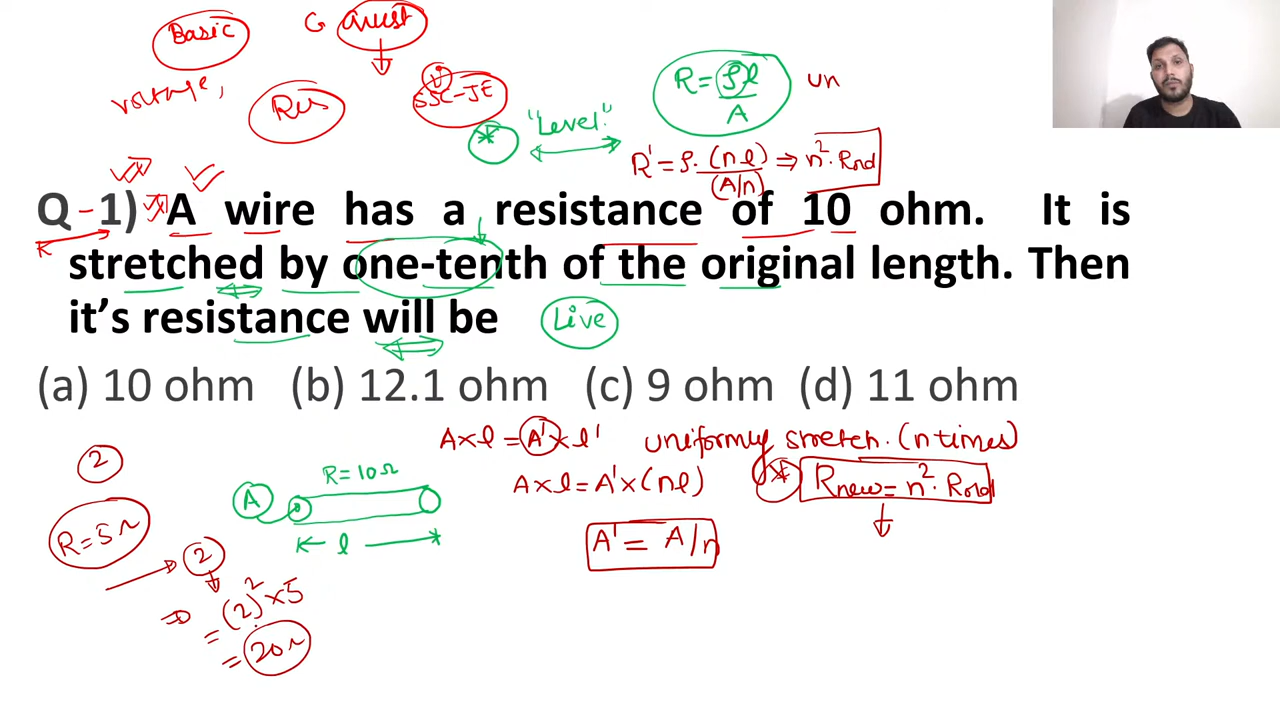 Basic
G Quest
voltage,
Res
SSC-JE
"Level"
R = ρl/A
un
R' = ρ. (nl)/(A/n) ⇒ n². Rold
Q -1) A wire has a resistance of 10 ohm. It is
stretched by one-tenth of the original length. Then
it’s resistance will be
Live
(a) 10 ohm (b) 12.1 ohm (c) 9 ohm (d) 11 ohm
A×l = A'×l' uniformly stretch. (n times)
A×l = A'×(nl)
Rnew = n². Rold
A' = A/n
R = 10Ω
A
l
2
R = 5Ω
2
⇒ (2)² × 5
=
= 20Ω